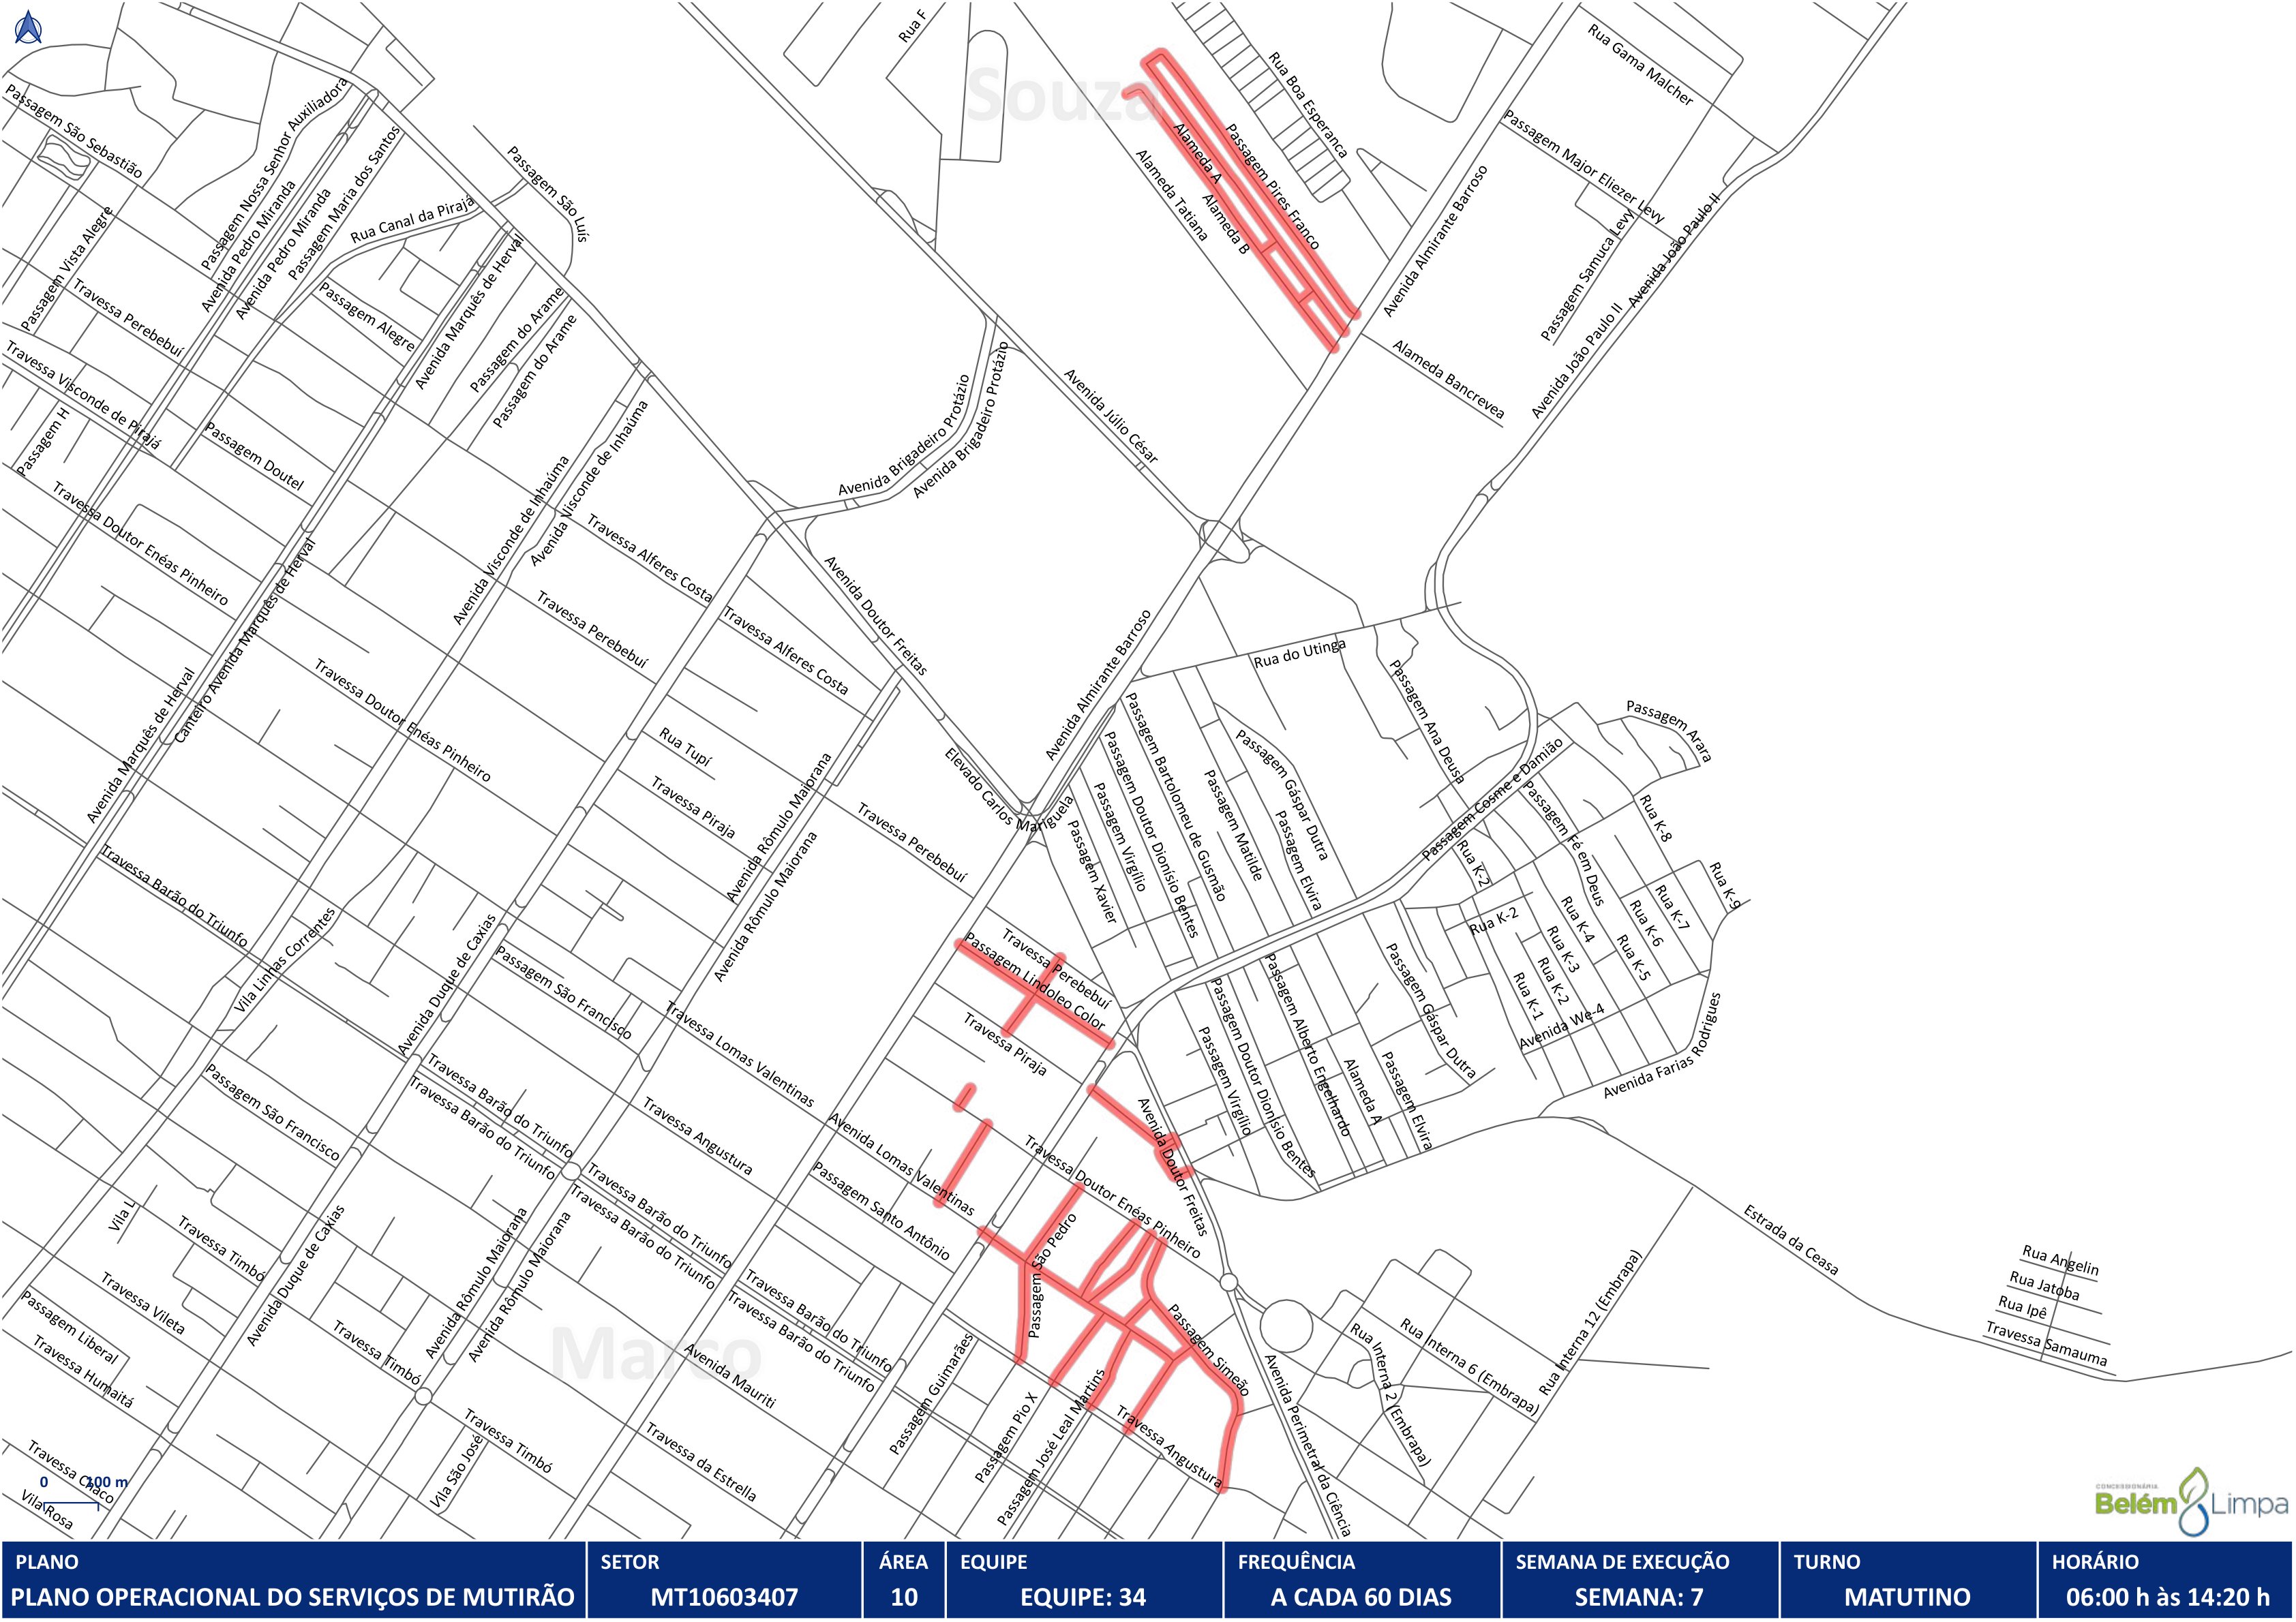 Souza
Marco
Rua F
Rua Boa Esperanca
Rua Gama Malcher
Passagem Major Eliezer Levy
Passagem Samuca Levy
Avenida João Paulo II
Avenida João Paulo II
Passagem Pires Franco
Alameda A
Alameda B
Alameda Tatiana
Avenida Almirante Barroso
Alameda Bancrevea
Passagem São Sebastião
Passagem Nossa Senhor Auxiliadora
Avenida Pedro Miranda
Avenida Pedro Miranda
Passagem Maria dos Santos
Rua Canal da Pirajá
Passagem São Luís
Passagem Vista Alegre
Travessa Perebebuí
Passagem Alegre
Avenida Marquês de Herval
Passagem do Arame
Passagem do Arame
Travessa Visconde de Pirajá
Passagem H
Passagem Doutel
Travessa Doutor Enéas Pinheiro
Avenida Visconde de Inhaúma
Avenida Visconde de Inhaúma
Avenida Brigadeiro Protázio
Avenida Brigadeiro Protázio
Avenida Júlio César
Travessa Alferes Costa
Travessa Alferes Costa
Travessa Perebebuí
Avenida Doutor Freitas
Canteiro Avenida Marquês de Herval
Avenida Marquês de Herval
Travessa Doutor Enéas Pinheiro
Rua Tupí
Travessa Piraja
Avenida Rômulo Maiorana
Avenida Rômulo Maiorana
Elevado Carlos Mariguela
Avenida Almirante Barroso
Rua do Utinga
Passagem Ana Deusa
Passagem Arara
Passagem Cosme e Damião
Passagem Fé em Deus
Passagem Gáspar Dutra
Passagem Bartolomeu de Gusmão
Passagem Doutor Dionísio Bentes
Passagem Virgílio
Passagem Xavier
Passagem Matilde
Passagem Elvira
Rua K-8
Rua K-9
Rua K-7
Rua K-6
Rua K-5
Rua K-4
Rua K-3
Rua K-2
Rua K-2
Rua K-2
Rua K-1
Avenida We-4
Avenida Farias Rodrigues
Travessa Perebebuí
Travessa Perebebuí
Passagem Lindoleo Color
Travessa Piraja
Travessa Barão do Triunfo
Vila Linhas Correntes
Avenida Duque de Caxias
Passagem São Francisco
Travessa Lomas Valentinas
Passagem Gáspar Dutra
Passagem Alberto Engelhardo
Passagem Doutor Dionísio Bentes
Passagem Virgílio
Alameda A
Passagem Elvira
Avenida Doutor Freitas
Travessa Doutor Enéas Pinheiro
Avenida Lomas Valentinas
Passagem Santo Antônio
Travessa Angustura
Travessa Barão do Triunfo
Travessa Barão do Triunfo
Travessa Barão do Triunfo
Travessa Barão do Triunfo
Travessa Barão do Triunfo
Travessa Barão do Triunfo
Passagem São Francisco
Vila L
Travessa Timbó
Travessa Vileta
Passagem Liberal
Travessa Humaitá
Travessa Chaco
Vila Rosa
Avenida Duque de Caxias
Avenida Rômulo Maiorana
Avenida Rômulo Maiorana
Travessa Timbó
Travessa Timbó
Vila São José
Travessa da Estrella
Avenida Mauriti
Passagem Guimarães
Passagem Pio X
Passagem José Leal Martins
Passagem São Pedro
Passagem Simeão
Travessa Angustura
Avenida Perimetral da Ciência
Rua Interna 2 (Embrapa)
Rua Interna 6 (Embrapa)
Rua Interna 12 (Embrapa)
Estrada da Ceasa
Rua Angelin
Rua Jatoba
Rua Ipê
Travessa Samauma
0 100 m
CONCESSIONÁRIA
Belém Limpa
PLANO
PLANO OPERACIONAL DO SERVIÇOS DE MUTIRÃO
SETOR
MT10603407
ÁREA
10
EQUIPE
EQUIPE: 34
FREQUÊNCIA
A CADA 60 DIAS
SEMANA DE EXECUÇÃO
SEMANA: 7
TURNO
MATUTINO
HORÁRIO
06:00 h às 14:20 h